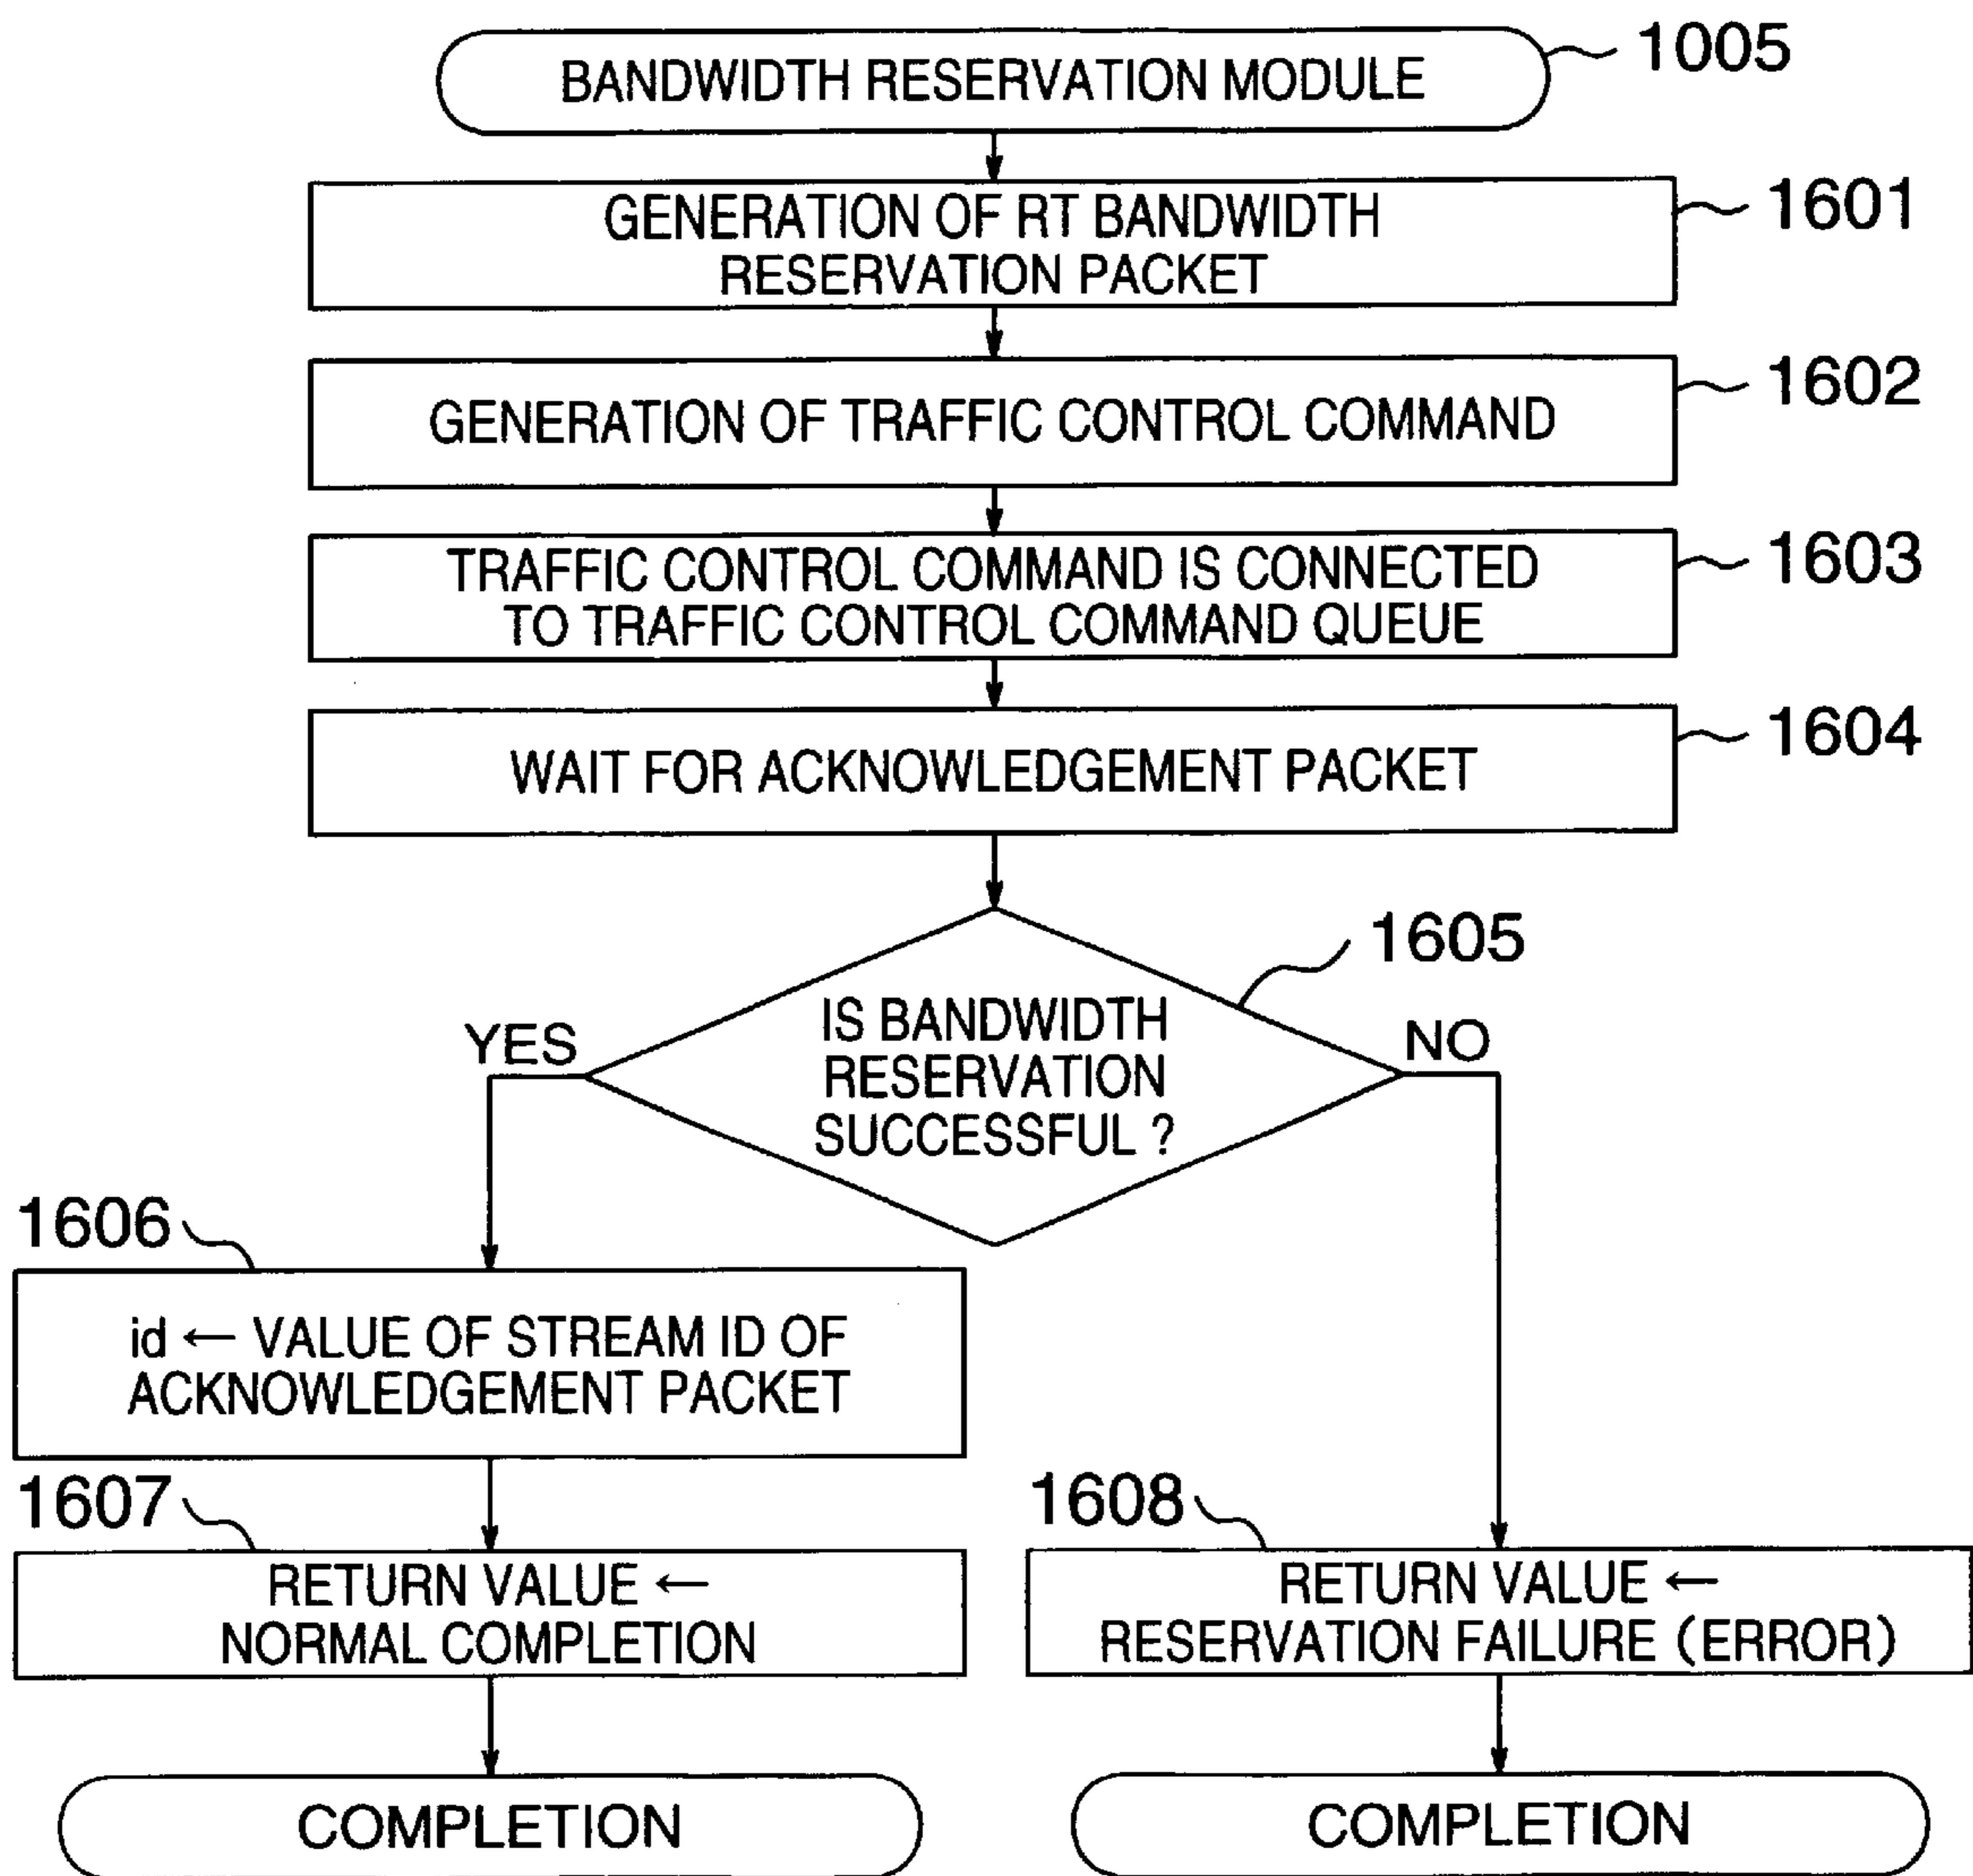 BANDWIDTH RESERVATION MODULE
1005
GENERATION OF RT BANDWIDTH
RESERVATION PACKET
1601
GENERATION OF TRAFFIC CONTROL COMMAND
1602
TRAFFIC CONTROL COMMAND IS CONNECTED
TO TRAFFIC CONTROL COMMAND QUEUE
1603
WAIT FOR ACKNOWLEDGEMENT PACKET
1604
1605
IS BANDWIDTH
RESERVATION
SUCCESSFUL ?
YES
NO
1606
id ← VALUE OF STREAM ID OF
ACKNOWLEDGEMENT PACKET
1607
RETURN VALUE ←
NORMAL COMPLETION
1608
RETURN VALUE ←
RESERVATION FAILURE (ERROR)
COMPLETION
COMPLETION